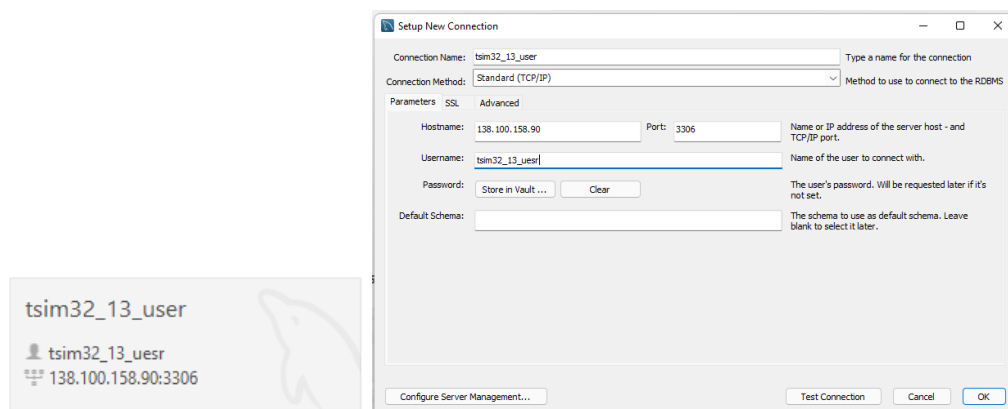 tsim32_13_user
tsim32_13_uesr
138.100.158.90:3306
Setup New Connection
Connection Name: tsim32_13_user Type a name for the connection
Connection Method: Standard (TCP/IP) Method to use to connect to the RDBMS
Parameters SSL Advanced
Hostname: 138.100.158.90 Port: 3306 Name or IP address of the server host - and
TCP/IP port.
Username: tsim32_13_uesr Name of the user to connect with.
Password: Store in Vault ... Clear The user's password. Will be requested later if it's
not set.
Default Schema: The schema to use as default schema. Leave
blank to select it later.
Configure Server Management... Test Connection Cancel OK